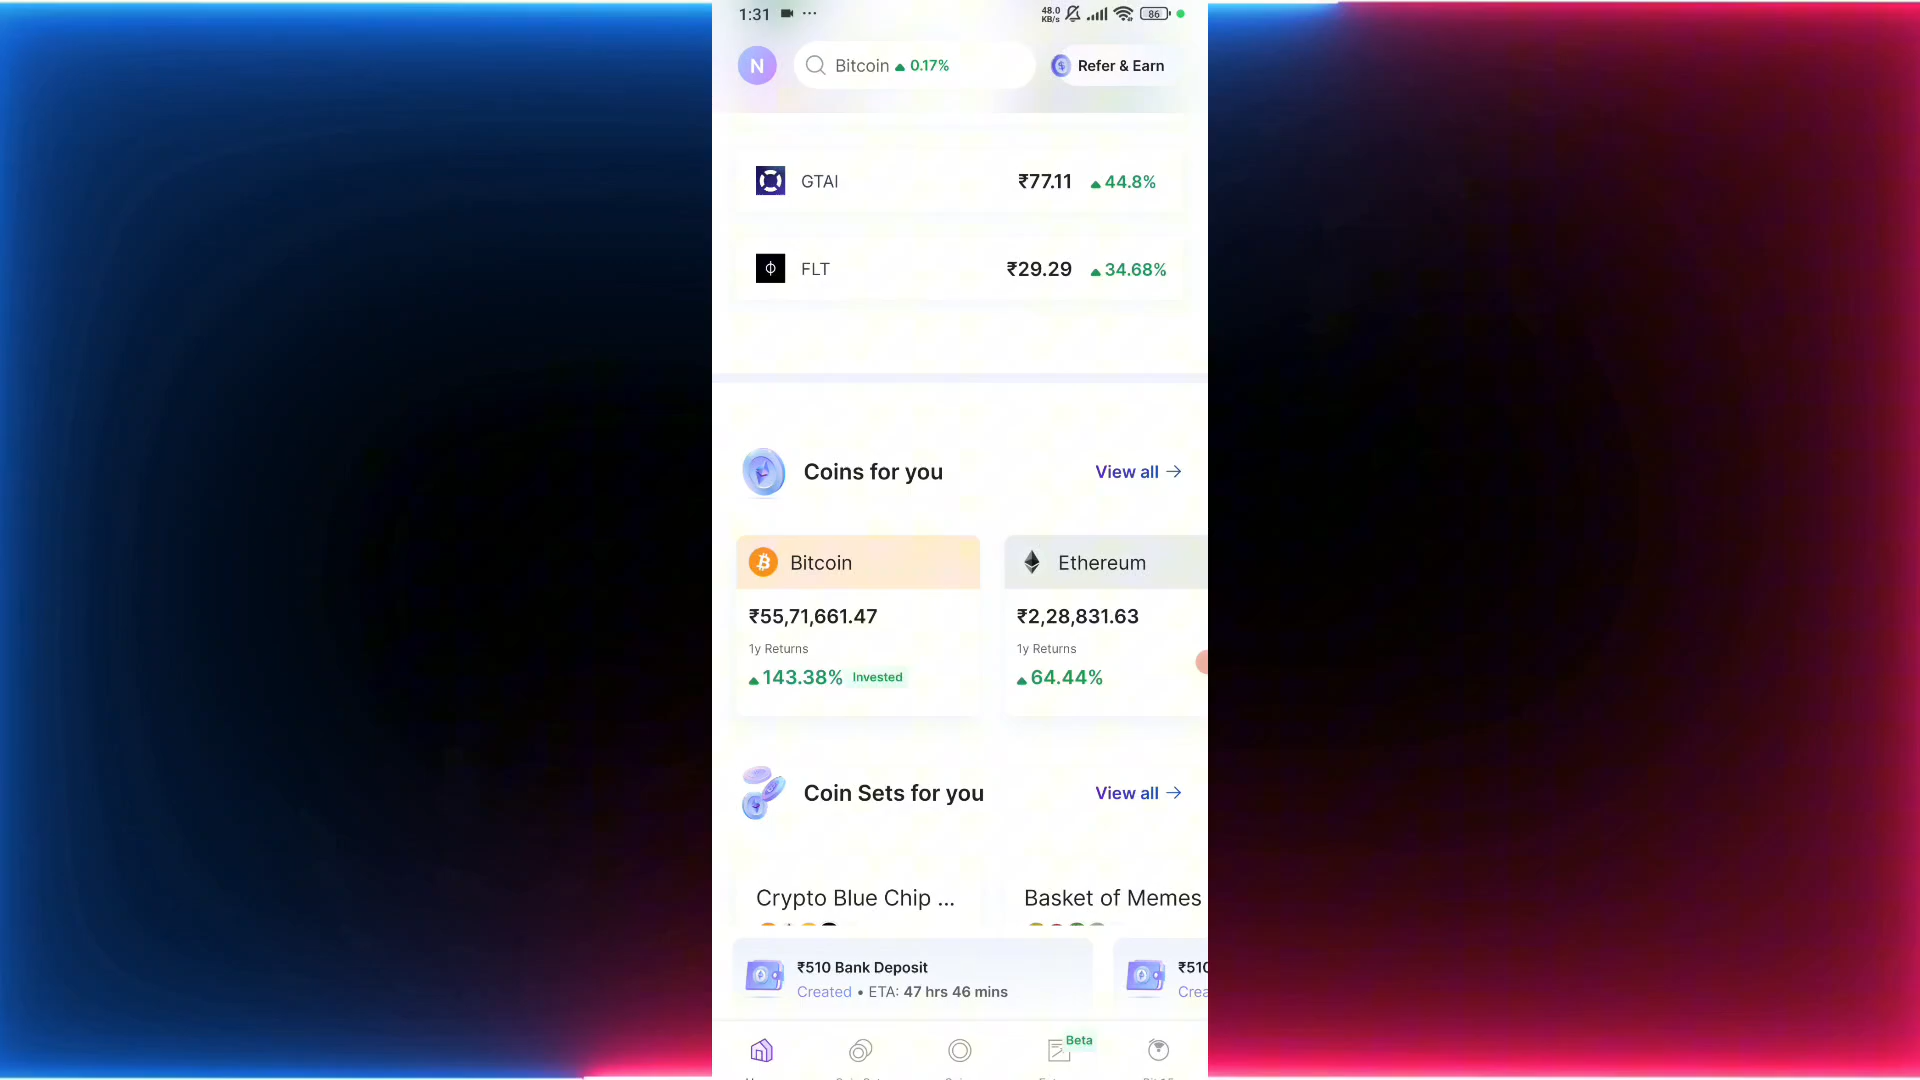 1:31 ...
48.0
KB/s
86
N
Bitcoin 0.17%
Refer & Earn
GTAI ₹77.11 44.8%
FLT ₹29.29 34.68%
Coins for you View all →
Bitcoin
₹55,71,661.47
1y Returns
143.38% Invested
Ethereum
₹2,28,831.63
1y Returns
64.44%
Coin Sets for you View all →
Crypto Blue Chip ...
Basket of Memes
₹510 Bank Deposit
Created • ETA: 47 hrs 46 mins
₹510
Crea
Beta